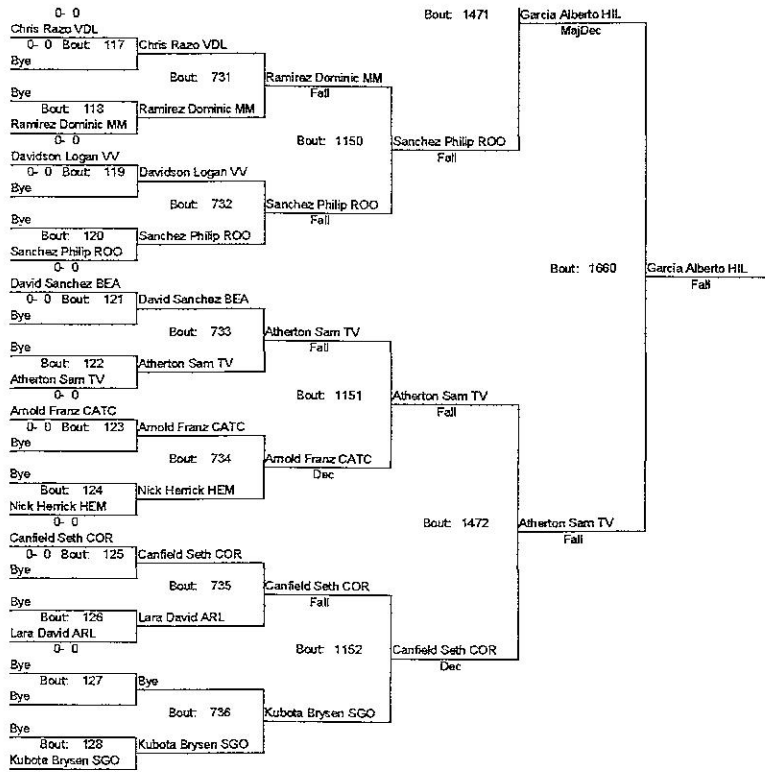 0- 0
Bout: 1471
Garcia Alberto HIL
MajDec
Chris Razo VDL
0- 0 Bout: 117
Chris Razo VDL
Bye
Bout: 731
Ramirez Dominic MM
Fall
Bye
Bout: 118
Ramirez Dominic MM
Ramirez Dominic MM
0- 0
Bout: 1150
Sanchez Philip ROO
Fall
Davidson Logan VV
0- 0 Bout: 119
Davidson Logan VV
Bye
Bout: 732
Sanchez Philip ROO
Fall
Bye
Bout: 120
Sanchez Philip ROO
Sanchez Philip ROO
0- 0
Bout: 1660
Garcia Alberto HIL
Fall
David Sanchez BEA
0- 0 Bout: 121
David Sanchez BEA
Bye
Bout: 733
Atherton Sam TV
Fall
Bye
Bout: 122
Atherton Sam TV
Atherton Sam TV
0- 0
Bout: 1151
Atherton Sam TV
Fall
Arnold Franz CATC
0- 0 Bout: 123
Arnold Franz CATC
Bye
Bout: 734
Arnold Franz CATC
Dec
Bye
Bout: 124
Nick Herrick HEM
Nick Herrick HEM
0- 0
Bout: 1472
Atherton Sam TV
Fall
Canfield Seth COR
0- 0 Bout: 125
Canfield Seth COR
Bye
Bout: 735
Canfield Seth COR
Fall
Bye
Bout: 126
Lara David ARL
Lara David ARL
0- 0
Bout: 1152
Canfield Seth COR
Dec
Bye
Bout: 127
Bye
Bye
Bout: 736
Kubota Brysen SGO
Bye
Bout: 128
Kubota Brysen SGO
Kubota Brysen SGO